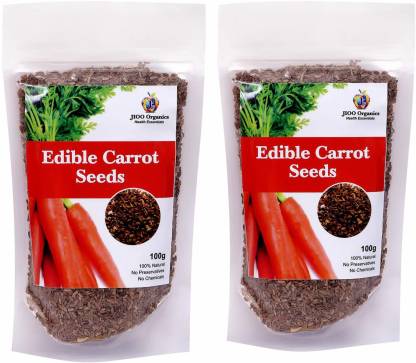 JIOO Organics
Health Essentials
Edible Carrot
Seeds
100g
100% Natural
No Preservatives
No Chemicals
JIOO Organics
Health Essentials
Edible Carrot
Seeds
100g
100% Natural
No Preservatives
No Chemicals